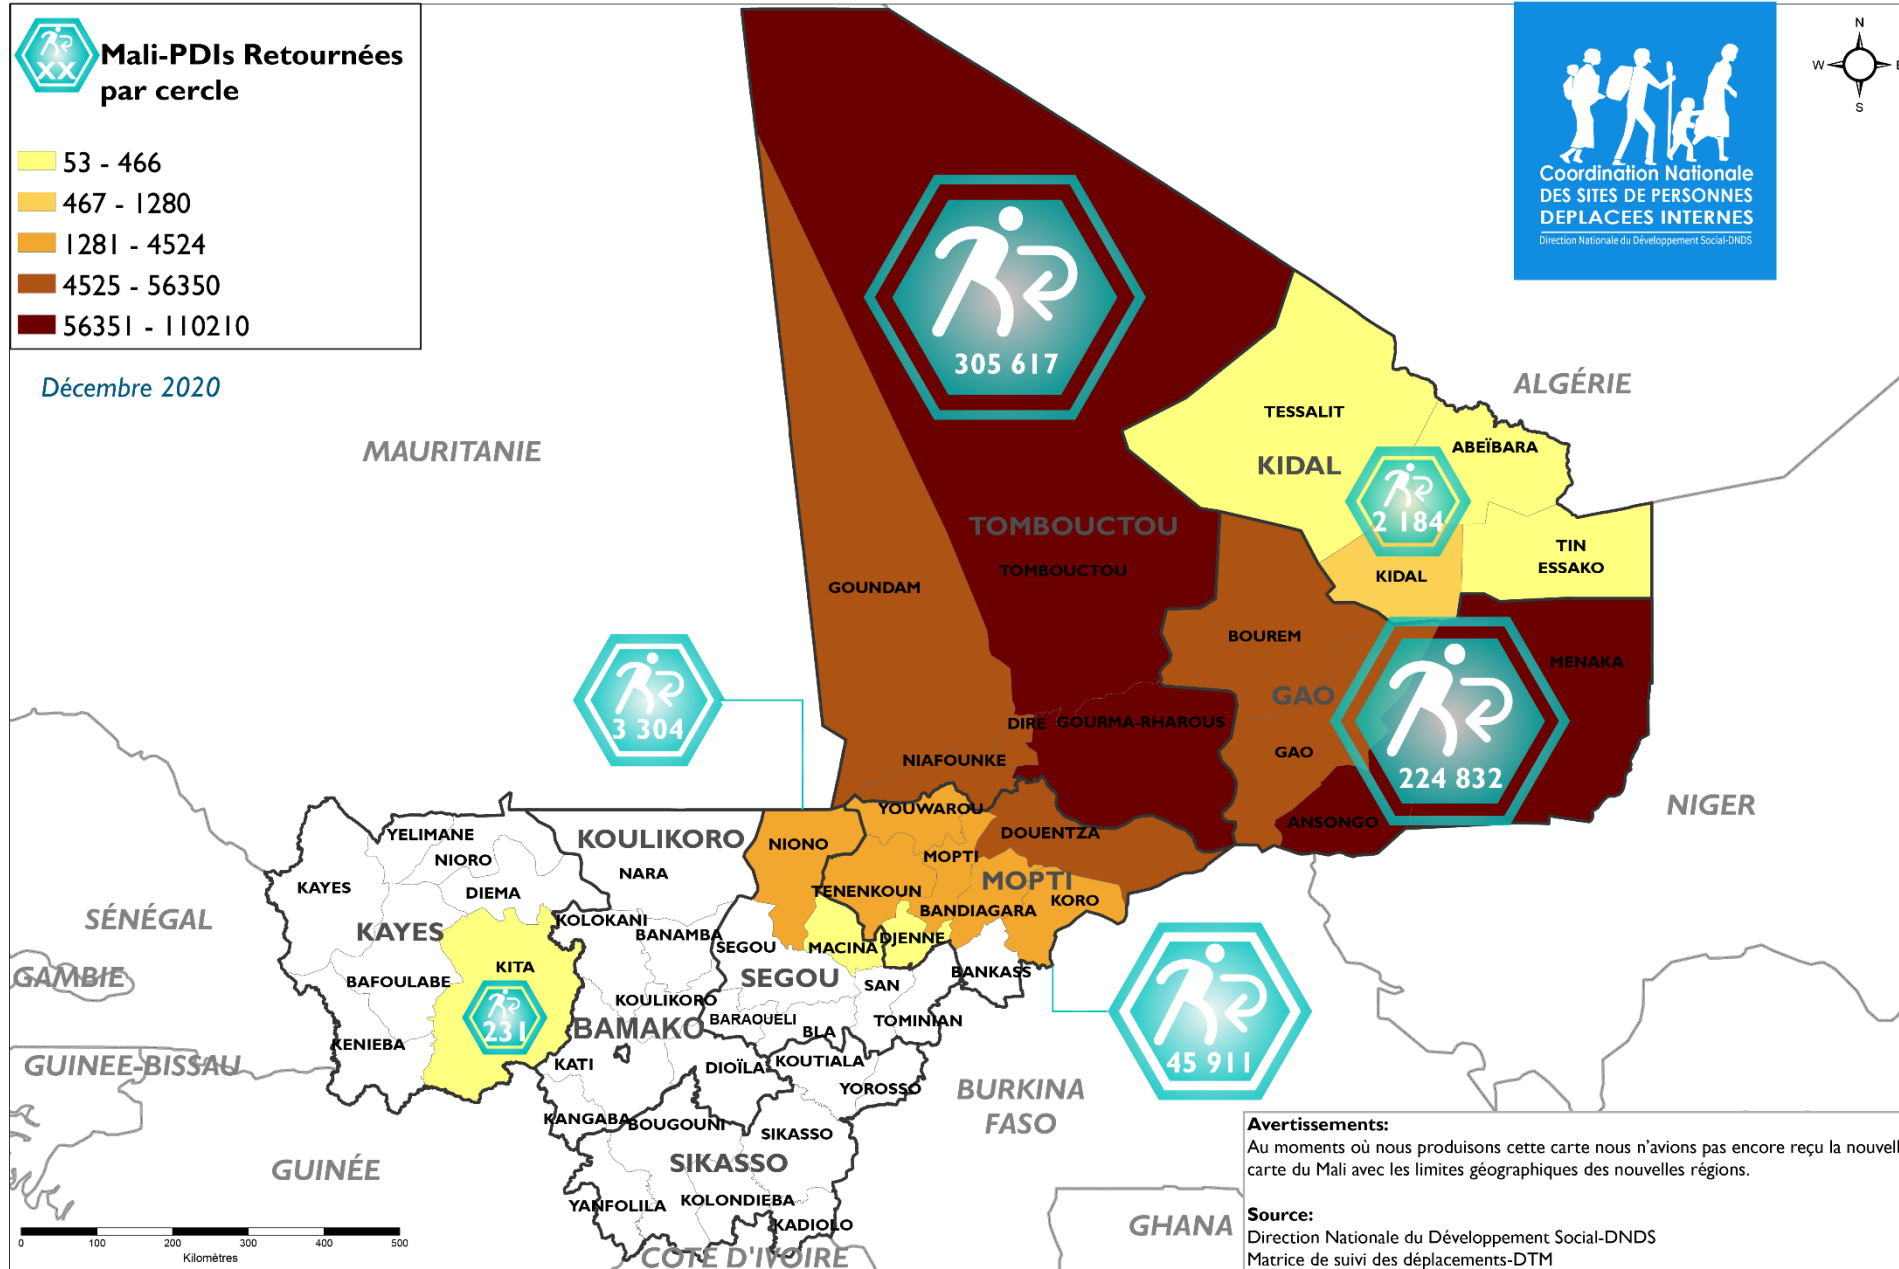 XX
Mali-PDIs Retournées
par cercle
53 - 466
467 - 1280
1281 - 4524
4525 - 56350
56351 - 110210
Décembre 2020
Coordination Nationale
DES SITES DE PERSONNES
DEPLACEES INTERNES
Direction Nationale du Développement Social-DNDS
N
W
E
S
305 617
ALGÉRIE
MAURITANIE
TESSALIT
ABEÏBARA
KIDAL
2 184
TOMBOUCTOU
TOMBOUCTOU
TIN
ESSAKO
KIDAL
GOUNDAM
BOUREM
MENAKA
GAO
3 304
DIRE
GOURMA-RHAROUS
GAO
NIAFOUNKE
224 832
NIGER
YOUWAROU
ANSONGO
DOUENTZA
YELIMANE
KOULIKORO
NIONO
NIORO
MOPTI
NARA
MOPTI
KAYES
DIEMA
TENENKOUN
KORO
BANDIAGARA
SÉNÉGAL
KOLOKANI
KAYES
BANAMBA
SEGOU
MACINA
DJENNE
KITA
BANKASS
GAMBIE
BAFOULABE
SEGOU
SAN
KOULIKORO
BARAOUELI
TOMINIAN
231
BAMAKO
BLA
KENIEBA
45 911
GUINEE-BISSAU
KATI
DIOÏLA
KOUTIALA
YOROSSO
BURKINA
FASO
KANGABA
BOUGOUNI
SIKASSO
GUINÉE
SIKASSO
YANFOLILA
KOLONDIEBA
KADIOLO
GHANA
COTE D'IVOIRE
0 100 200 300 400 500
Kilomètres
Avertissements:
Au moments où nous produisons cette carte nous n'avions pas encore reçu la nouvell
carte du Mali avec les limites géographiques des nouvelles régions.
Source:
Direction Nationale du Développement Social-DNDS
Matrice de suivi des déplacements-DTM